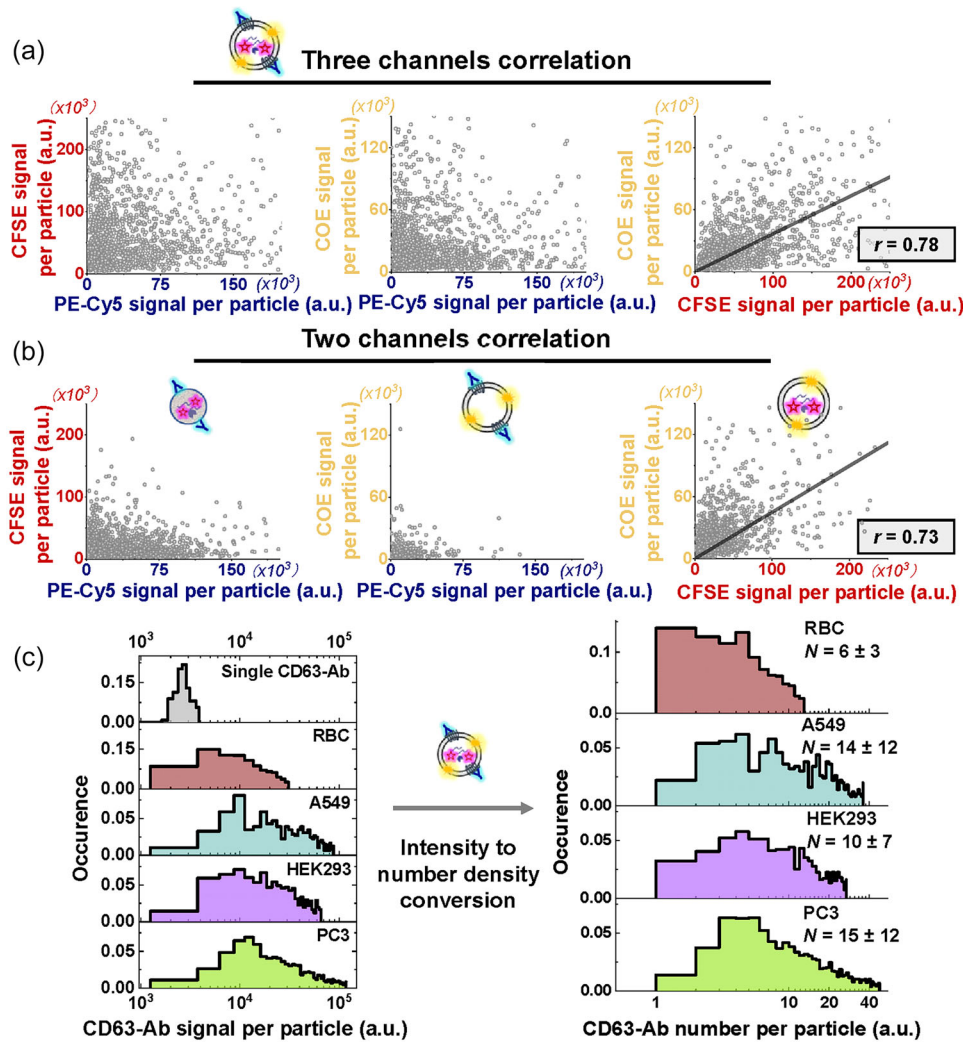 (a)
Three channels correlation
(x10³)
CFSE signal
per particle (a.u.)
200
100
0
0
75
150
(x10³)
PE-Cy5 signal per particle (a.u.)
(x10³)
COE signal
per particle (a.u.)
120
60
0
0
75
150
(x10³)
PE-Cy5 signal per particle (a.u.)
(x10³)
COE signal
per particle (a.u.)
120
60
0
0
100
200
(x10³)
r = 0.78
CFSE signal per particle (a.u.)
(b)
Two channels correlation
(x10³)
CFSE signal
per particle (a.u.)
200
100
0
0
75
150
(x10³)
PE-Cy5 signal per particle (a.u.)
(x10³)
COE signal
per particle (a.u.)
120
60
0
0
75
150
(x10³)
PE-Cy5 signal per particle (a.u.)
(x10³)
COE signal
per particle (a.u.)
120
60
0
0
100
200
(x10³)
r = 0.73
CFSE signal per particle (a.u.)
(c)
10³
10⁴
10⁵
Occurence
0.15
0.00
Single CD63-Ab
0.15
0.00
RBC
0.05
0.00
A549
0.05
0.00
HEK293
0.05
0.00
PC3
10³
10⁴
10⁵
CD63-Ab signal per particle (a.u.)
Intensity to
number density
conversion
Occurence
0.1
0.0
RBC
N = 6 ± 3
0.05
0.00
A549
N = 14 ± 12
0.05
0.00
HEK293
N = 10 ± 7
0.05
0.00
PC3
N = 15 ± 12
1
10
20
40
CD63-Ab number per particle (a.u.)